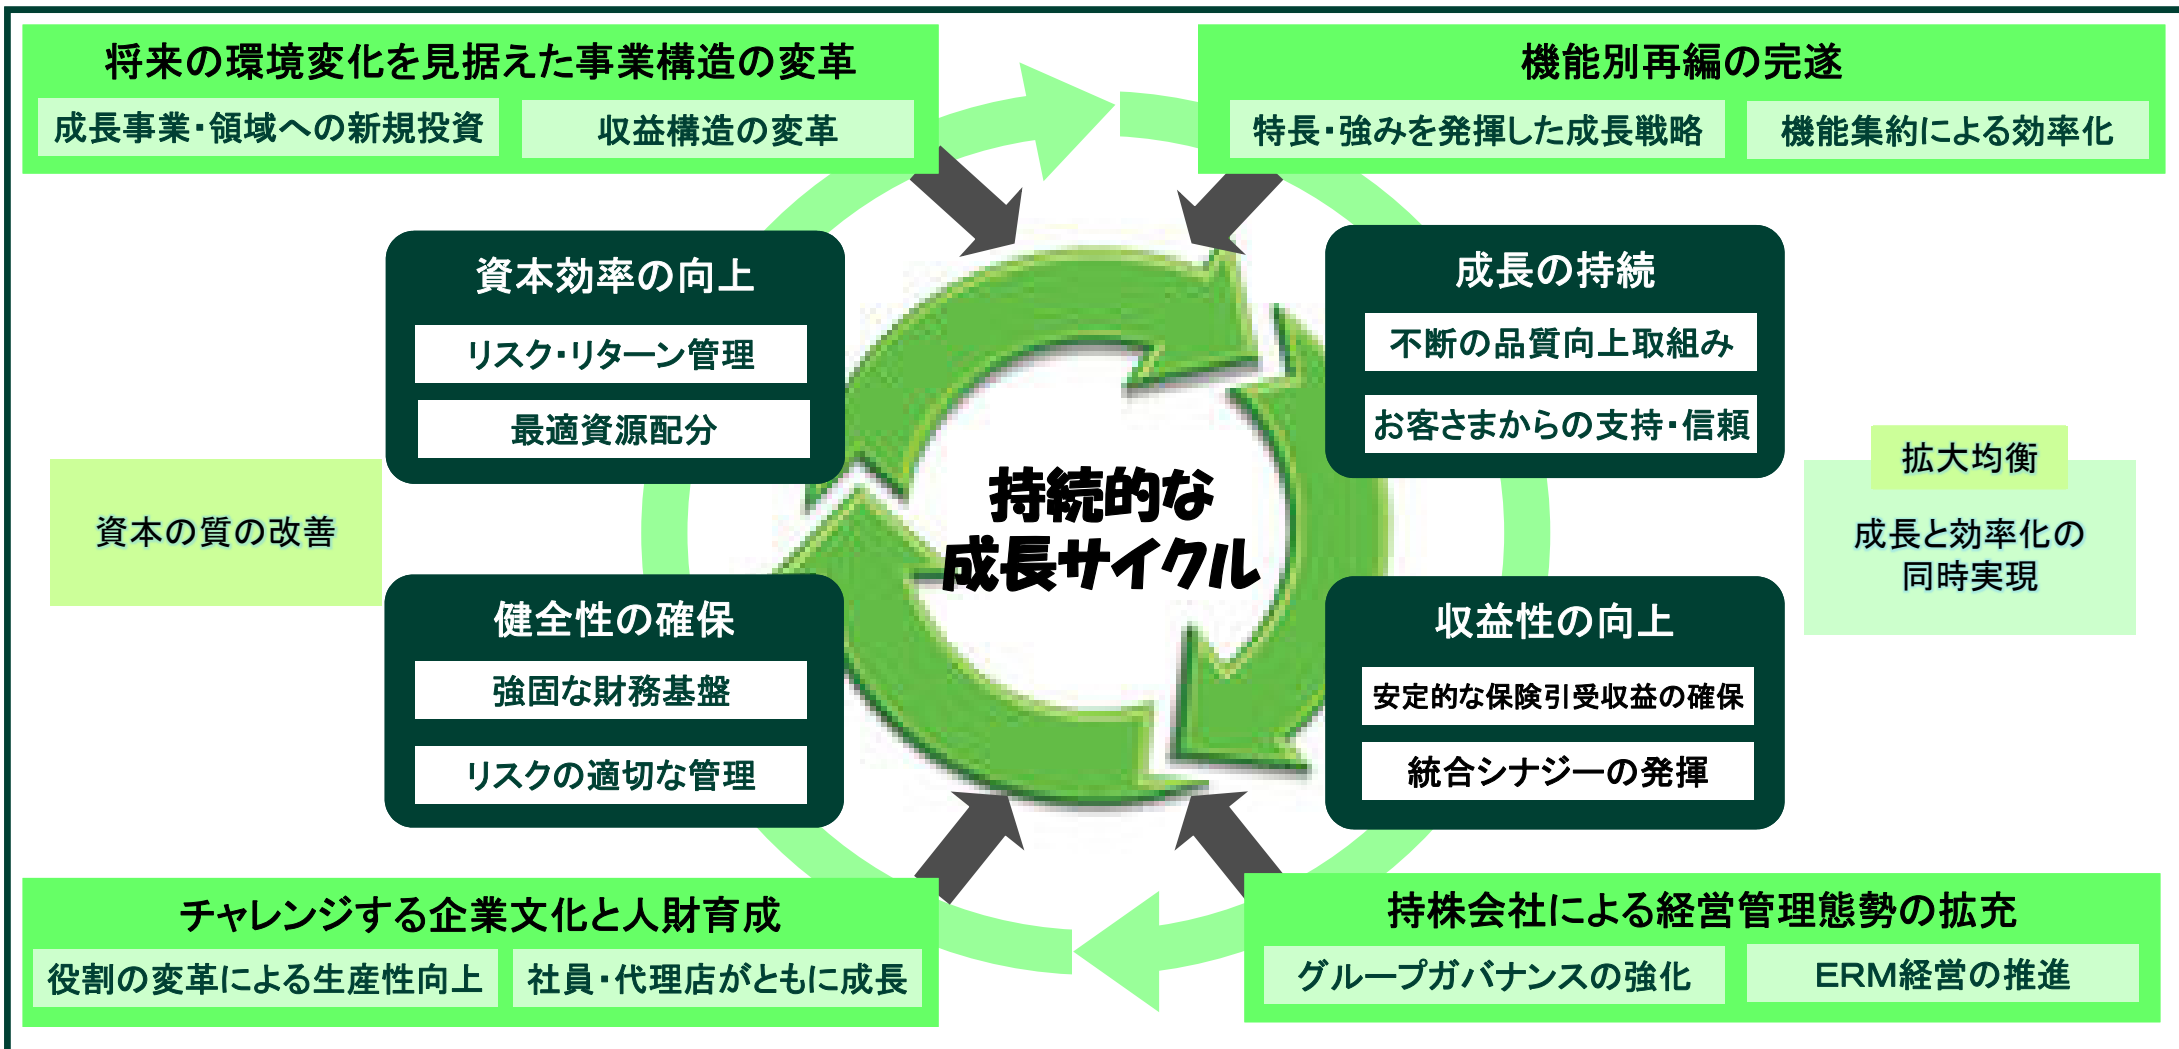 将来の環境変化を見据えた事業構造の変革
成長事業・領域への新規投資
収益構造の変革
機能別再編の完遂
特長・強みを発揮した成長戦略
機能集約による効率化
資本効率の向上
リスク・リターン管理
最適資源配分
成長の持続
不断の品質向上取組み
お客さまからの支持・信頼
資本の質の改善
持続的な
成長サイクル
拡大均衡
成長と効率化の
同時実現
健全性の確保
強固な財務基盤
リスクの適切な管理
収益性の向上
安定的な保険引受収益の確保
統合シナジーの発揮
チャレンジする企業文化と人財育成
役割の変革による生産性向上
社員・代理店がともに成長
持株会社による経営管理態勢の拡充
グループガバナンスの強化
ERM経営の推進